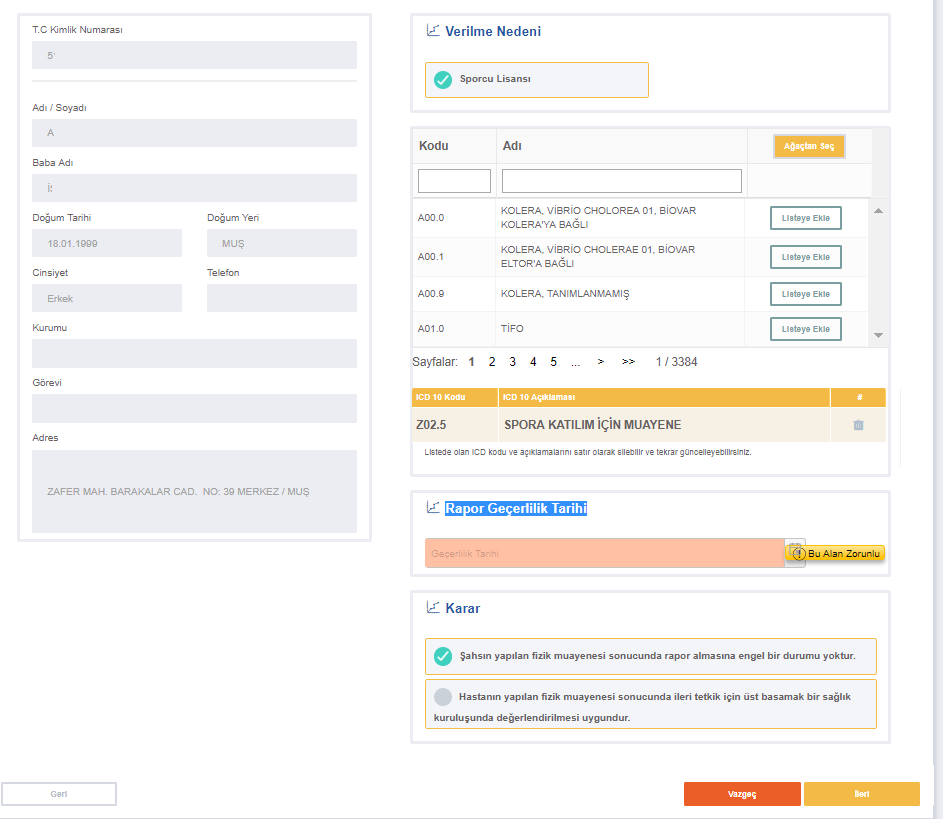 T.C Kimlik Numarası
5
Adı / Soyadı
A
Baba Adı
İ
Doğum Tarihi
Doğum Yeri
18.01.1999
MUŞ
Cinsiyet
Telefon
Erkek
Kurumu
Görevi
Adres
ZAFER MAH. BARAKALAR CAD. NO: 39 MERKEZ / MUŞ
Verilme Nedeni
Sporcu Lisansı
Kodu
Adı
Ağaçtan Seç
A00.0
KOLERA, VİBRİO CHOLOREA 01, BİOVAR
KOLERA'YA BAĞLI
Listeye Ekle
A00.1
KOLERA, VİBRİO CHOLERAE 01, BİOVAR
ELTOR'A BAĞLI
Listeye Ekle
A00.9
KOLERA, TANIMLANMAMIŞ
Listeye Ekle
A01.0
TİFO
Listeye Ekle
Sayfalar: 1 2 3 4 5 ... > >> 1 / 3384
ICD 10 Kodu
ICD 10 Açıklaması
#
Z02.5
SPORA KATILIM İÇİN MUAYENE
Listede olan ICD kodu ve açıklamalarını satır olarak silebilir ve tekrar güncelleyebilirsiniz.
Rapor Geçerlilik Tarihi
Geçerlilik Tarihi
Bu Alan Zorunlu
Karar
Şahsın yapılan fizik muayenesi sonucunda rapor almasına engel bir durumu yoktur.
Hastanın yapılan fizik muayenesi sonucunda ileri tetkik için üst basamak bir sağlık
kuruluşunda değerlendirilmesi uygundur.
Geri
Vazgeç
İleri